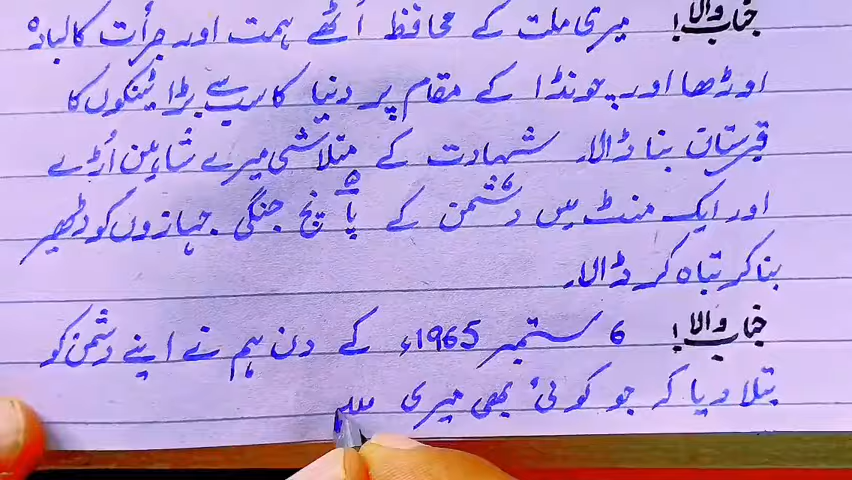 جناب والا! میری ملت کے محافظ اُٹھے ہمت اور جرأت کا لبادہ
اوڑھا اور چونڈا کے مقام پر دنیا کا سب سے بڑا ٹینکوں کا
قبرستان بنا ڈالا۔ شہادت کے متلاشی میرے شاہین اُڑے
اور ایک منٹ میں دشمن کے پانچ جنگی جہازوں کو ڈھیر
بنا کر تباہ کر ڈالا۔
جناب والا! 6 ستمبر 1965ء کے دن ہم نے اپنے دشمن کو
بتلا دیا کہ جو کوئی بھی میری